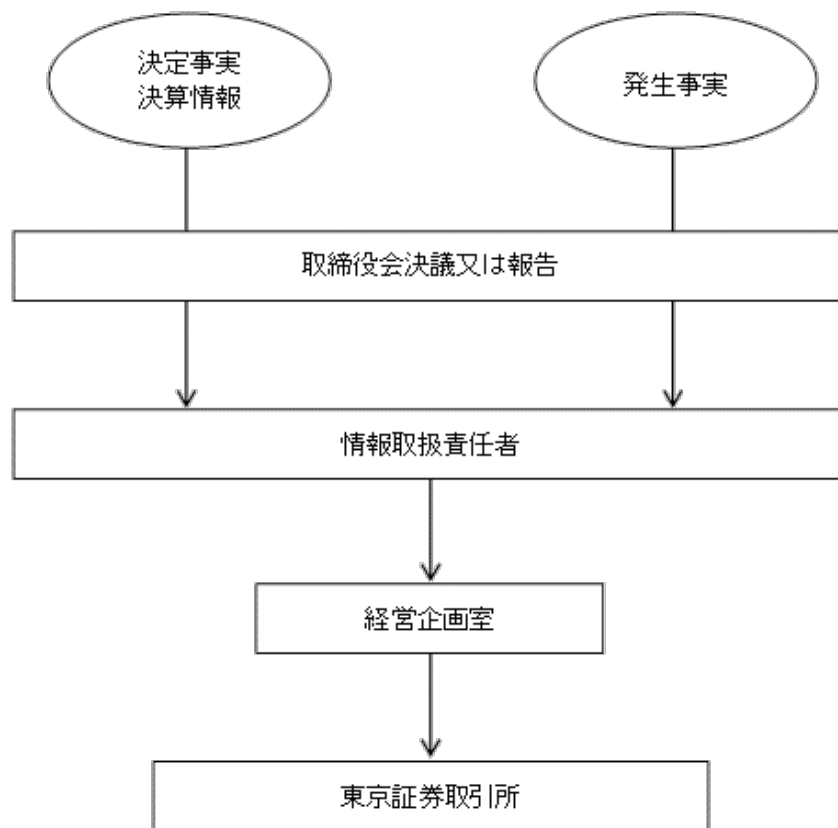 決定事実
決算情報
発生事実
取締役会決議又は報告
情報取扱責任者
経営企画室
東京証券取引所